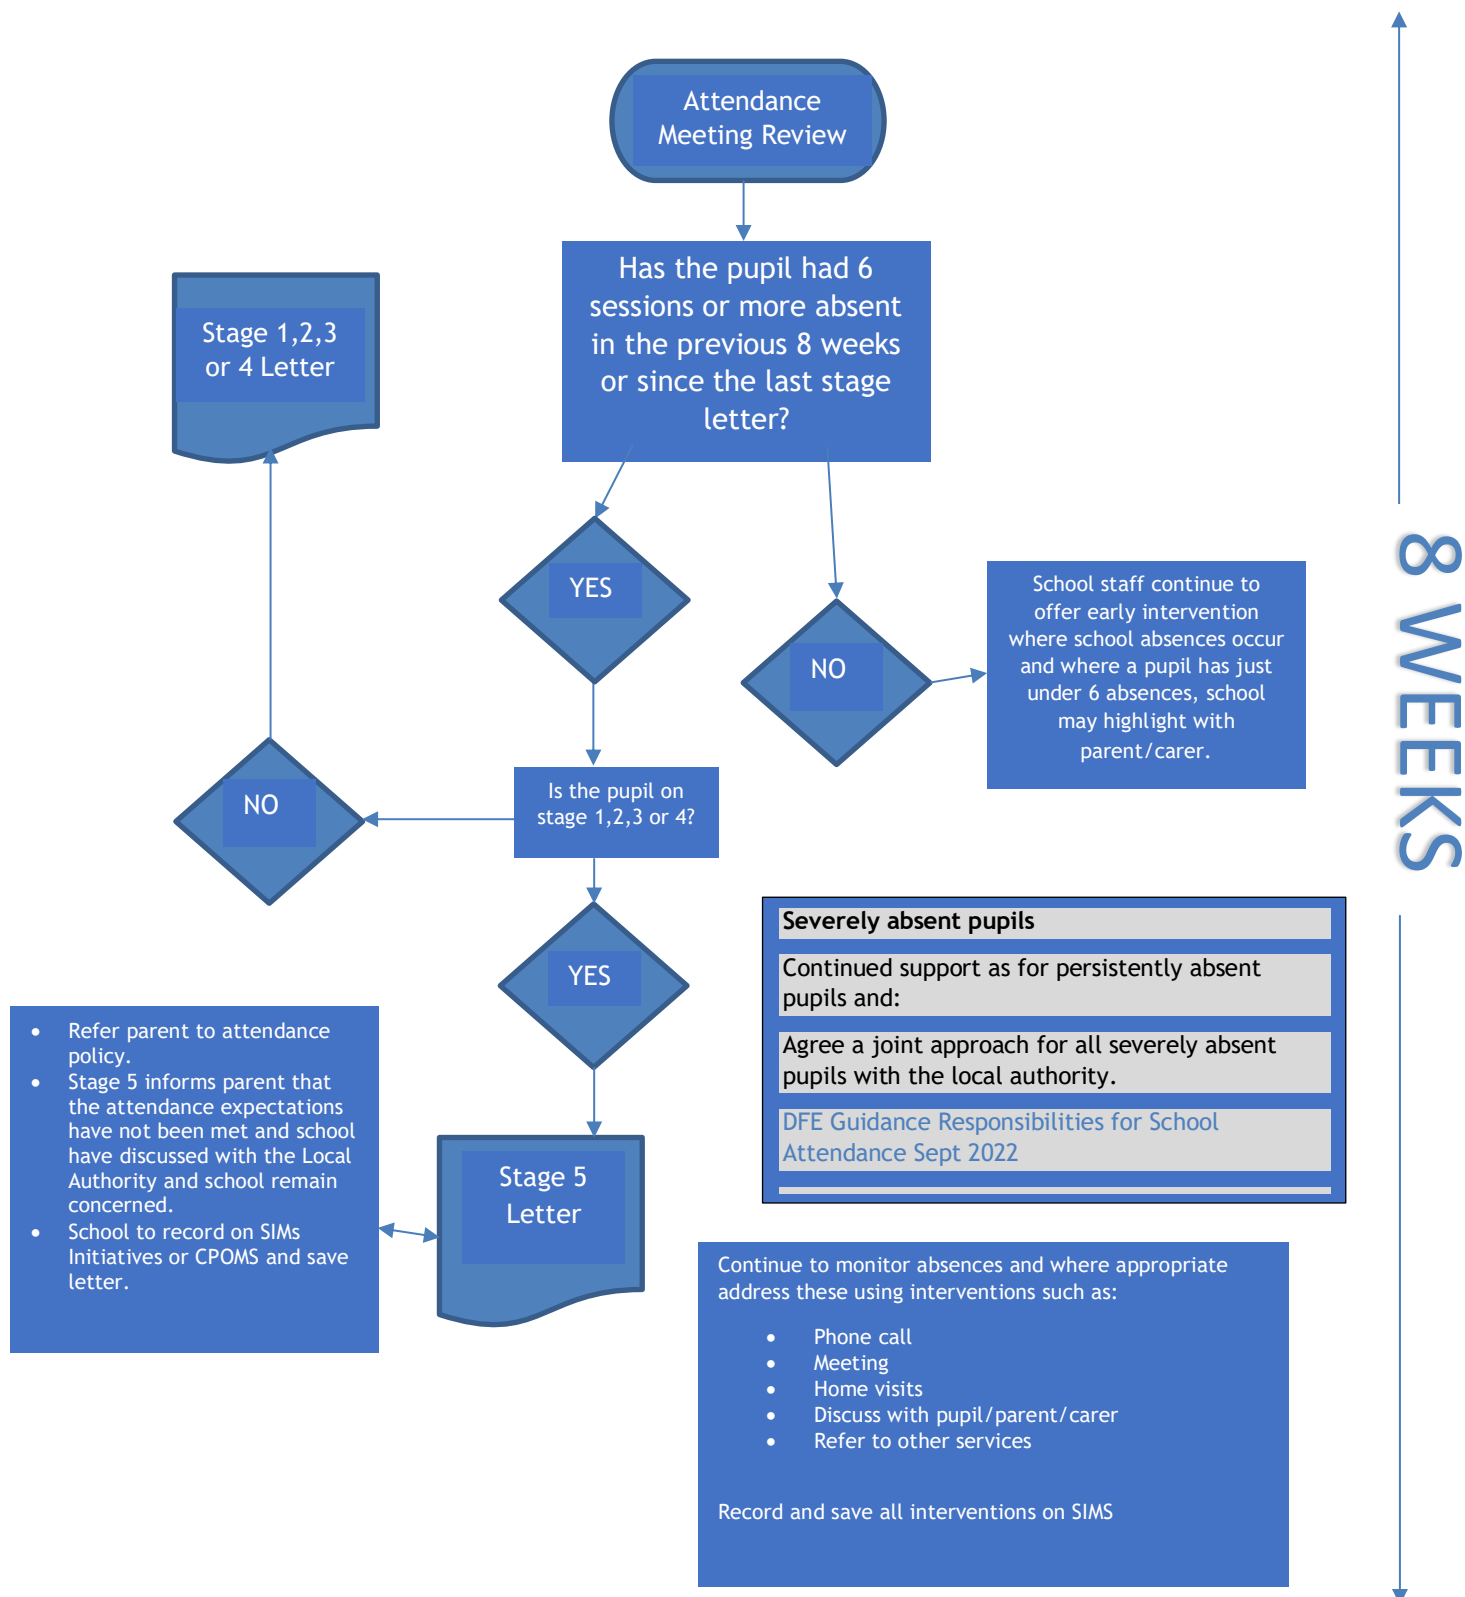 Attendance
Meeting Review
Has the pupil had 6
sessions or more absent
in the previous 8 weeks
or since the last stage
letter?
Stage 1,2,3
or 4 Letter
YES
NO
School staff continue to
offer early intervention
where school absences occur
and where a pupil has just
under 6 absences, school
may highlight with
parent/carer.
8 WEEKS
Is the pupil on
stage 1,2,3 or 4?
NO
YES
Severely absent pupils
Continued support as for persistently absent
pupils and:
Agree a joint approach for all severely absent
pupils with the local authority.
DFE Guidance Responsibilities for School
Attendance Sept 2022
• Refer parent to attendance
policy.
• Stage 5 informs parent that
the attendance expectations
have not been met and school
have discussed with the Local
Authority and school remain
concerned.
• School to record on SIMs
Initiatives or CPOMS and save
letter.
Stage 5
Letter
Continue to monitor absences and where appropriate
address these using interventions such as:
• Phone call
• Meeting
• Home visits
• Discuss with pupil/parent/carer
• Refer to other services
Record and save all interventions on SIMS